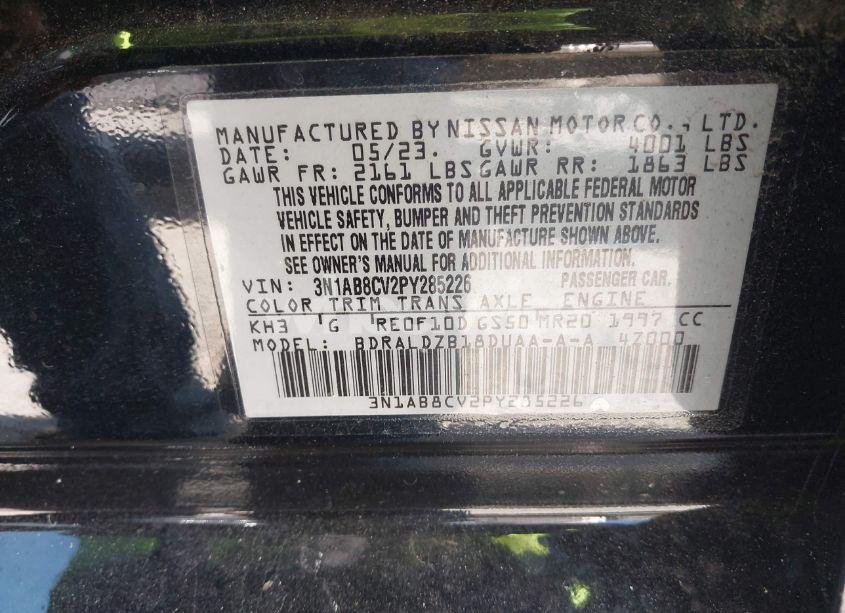 MANUFACTURED BY NISSAN MOTOR CO., LTD.
DATE: 05/23. GVWR: 4001 LBS
GAWR FR: 2161 LBS GAWR RR: 1863 LBS
THIS VEHICLE CONFORMS TO ALL APPLICABLE FEDERAL MOTOR
VEHICLE SAFETY, BUMPER AND THEFT PREVENTION STANDARDS
IN EFFECT ON THE DATE OF MANUFACTURE SHOWN ABOVE.
SEE OWNER'S MANUAL FOR ADDITIONAL INFORMATION.
VIN: 3N1AB8CV2PY285226 PASSENGER CAR.
COLOR TRIM TRANS AXLE ENGINE
KH3 G RE0F10D GS50 MR20 1997 CC
MODEL: BDRALDZB18DUAA-A-A 4Z000
3N1AB8CV2PY285226